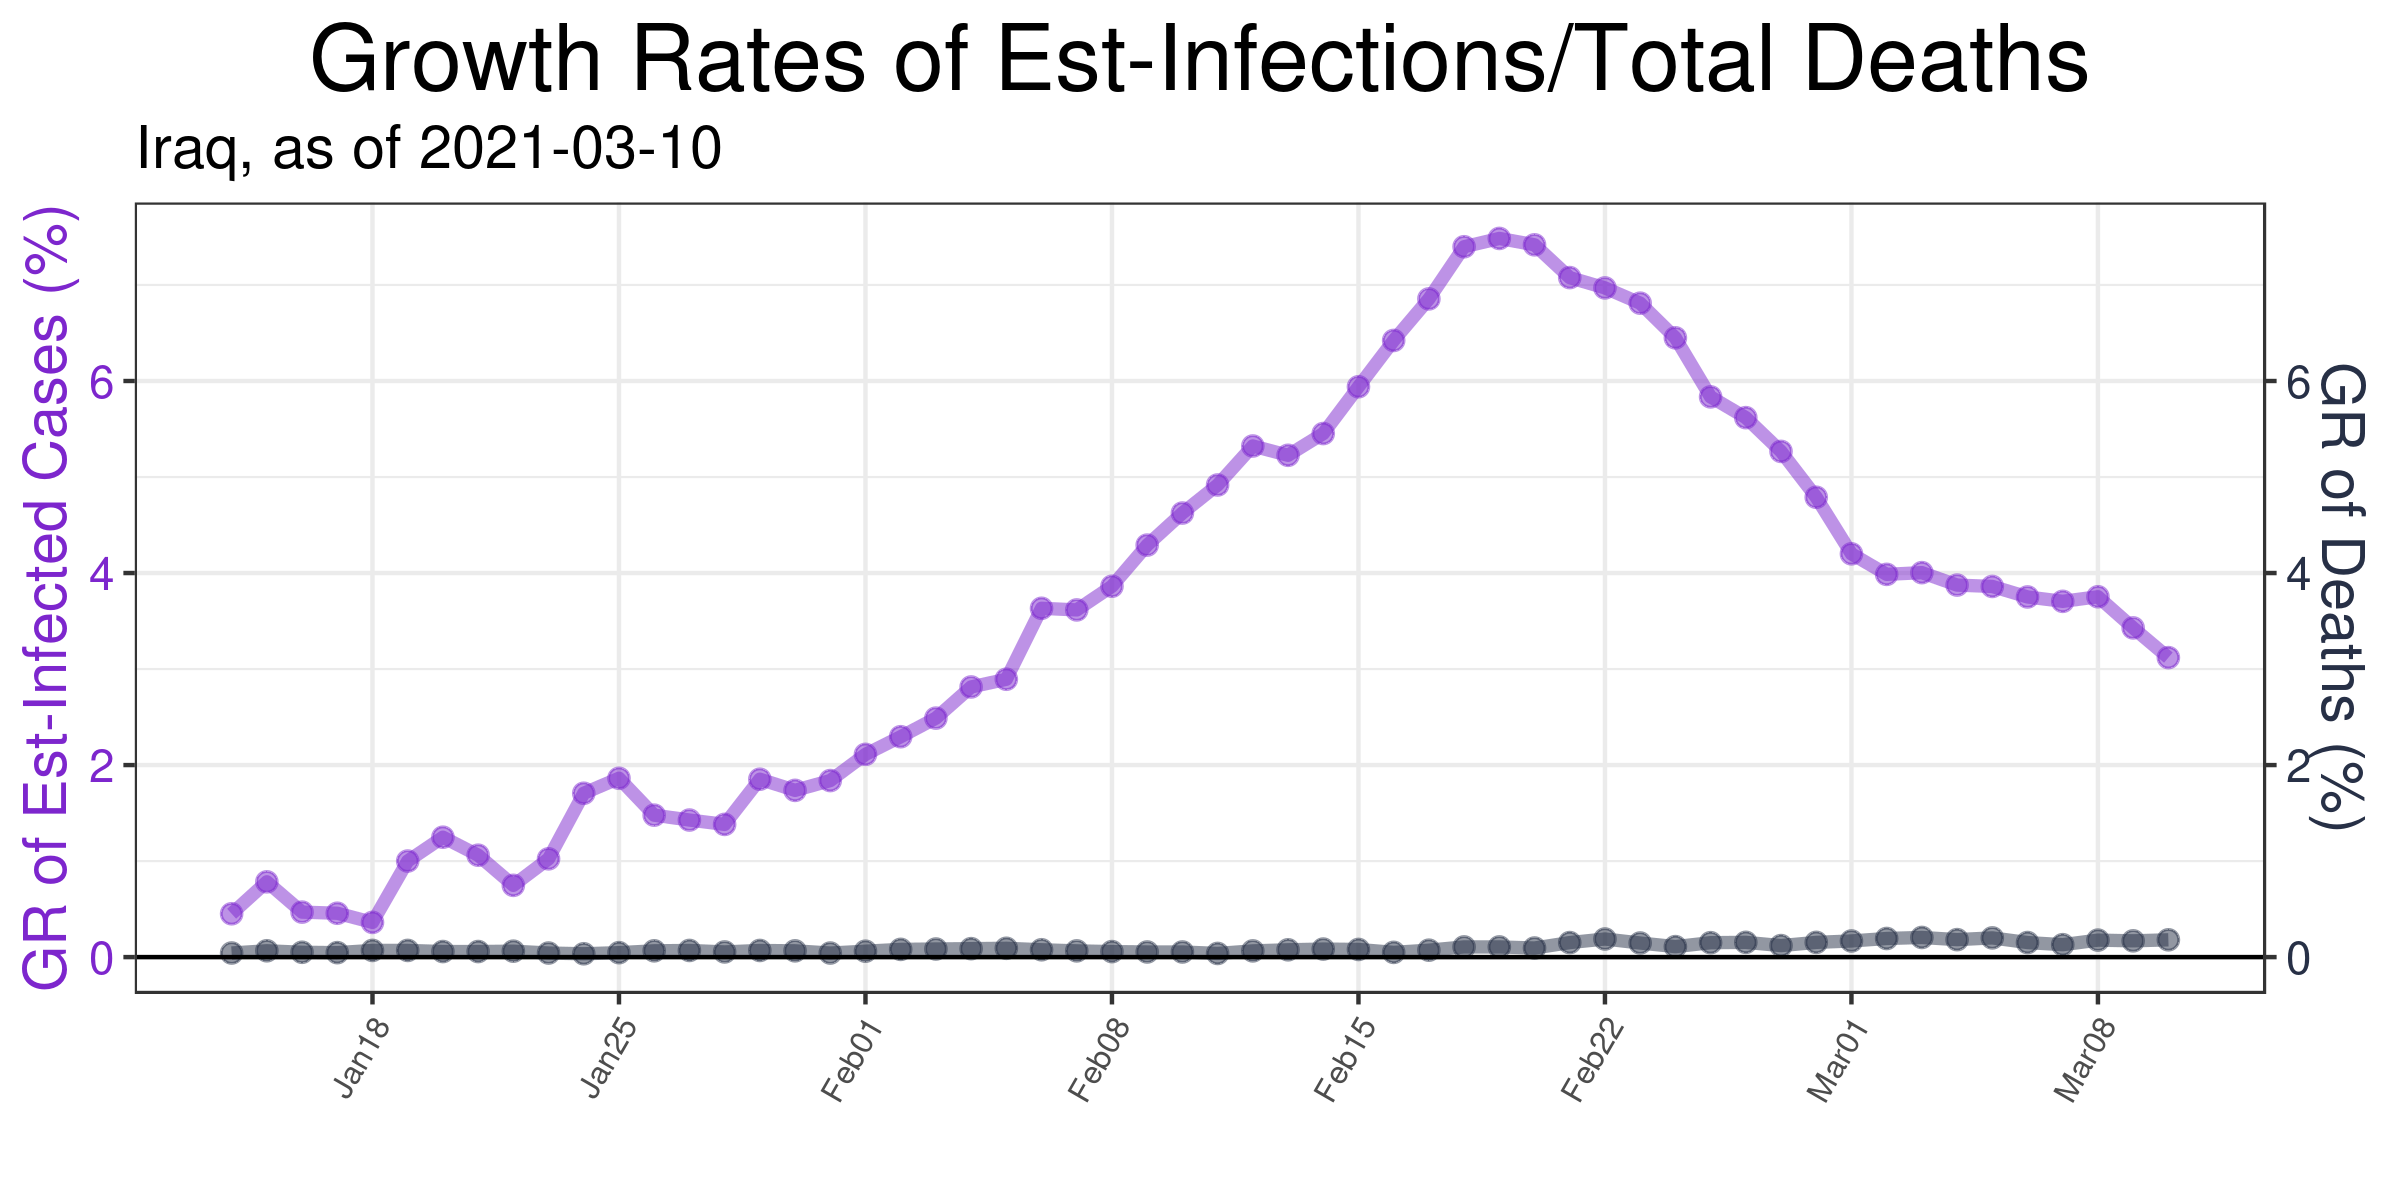 Growth Rates of Est-Infections/Total Deaths
Iraq, as of 2021-03-10
GR of Est-Infected Cases (%)
6
4
2
0
6
4
2
0
GR of Deaths (%)
Jan18
Jan25
Feb01
Feb08
Feb15
Feb22
Mar01
Mar08